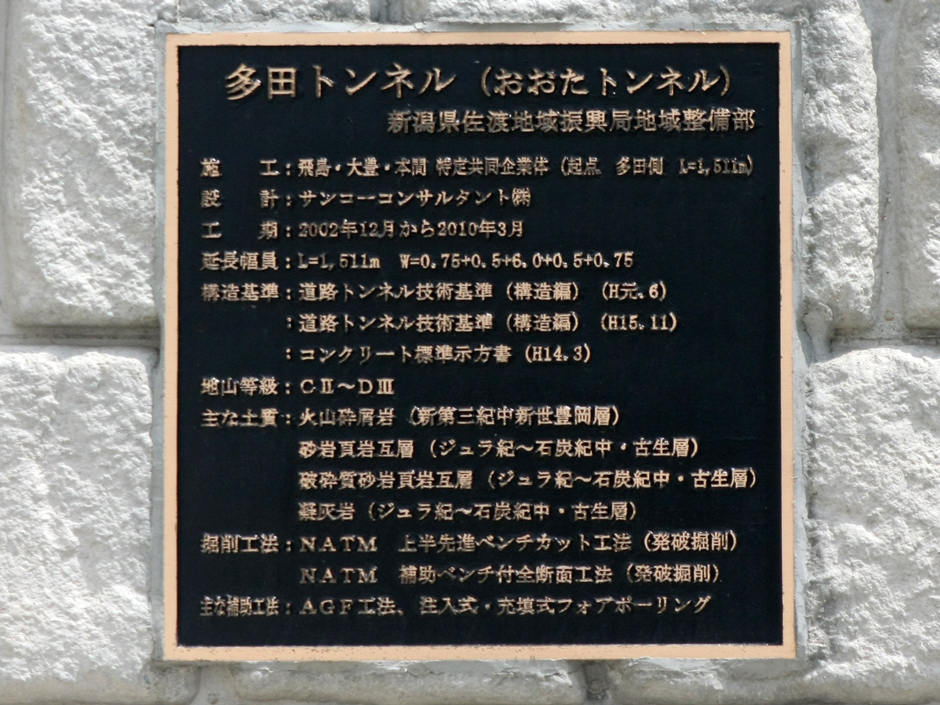 多田トンネル（おおたトンネル）
新潟県佐渡地域振興局地域整備部
施　工：飛島・大豊・本間 特定共同企業体（起点 多田側 L=1,511m）
設　計：サンコーコンサルタント㈱
工　期：2002年12月から2010年3月
延長幅員：L=1,511m W=0.75+0.5+6.0+0.5+0.75
構造基準：道路トンネル技術基準（構造編）（H元.6）
：道路トンネル技術基準（構造編）（H15.11）
：コンクリート標準示方書（H14.3）
地山等級：CⅡ～DⅢ
主な土質：火山砕屑岩（新第三紀中新世豊岡層）
砂岩頁岩互層（ジュラ紀～石炭紀中・古生層）
破砕質砂岩頁岩互層（ジュラ紀～石炭紀中・古生層）
凝灰岩（ジュラ紀～石炭紀中・古生層）
掘削工法：NATM 上半先進ベンチカット工法（発破掘削）
NATM 補助ベンチ付全断面工法（発破掘削）
主な補助工法：AGF工法、注入式・充填式フォアポーリング